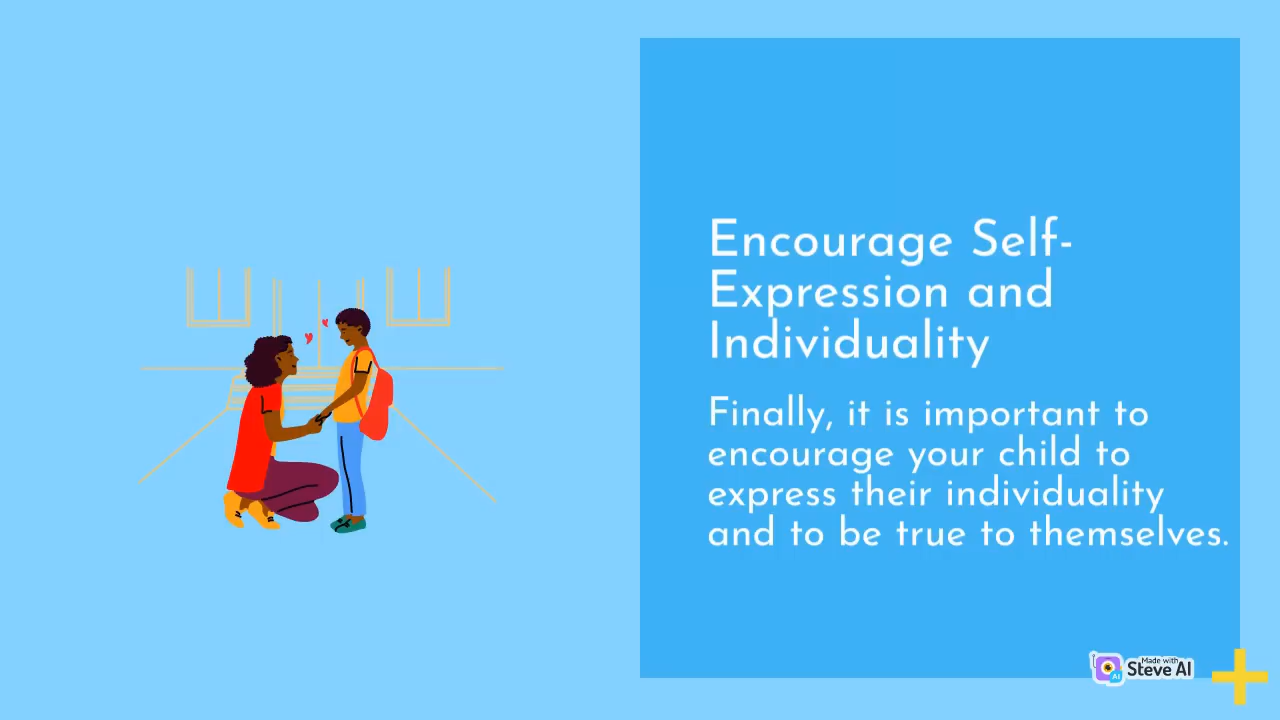 Encourage Self-
Expression and
Individuality
Finally, it is important to
encourage your child to
express their individuality
and to be true to themselves.
Made with
AI Steve AI